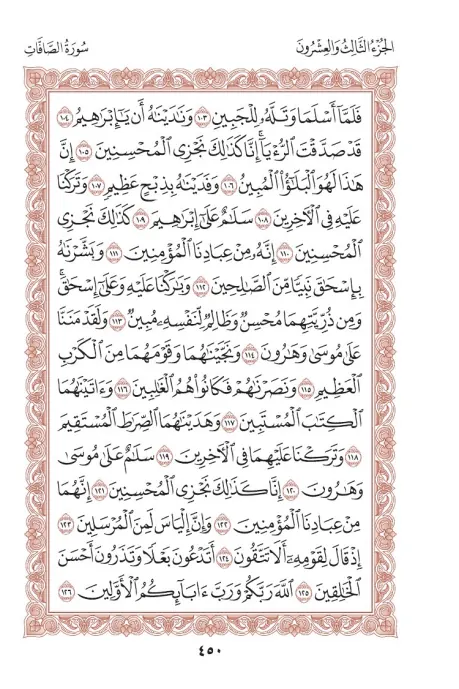 الجُزْءُ الثَّالِثُ وَالعِشْرُونَ
سُورَةُ الصَّافَّاتِ
فَلَمَّآ أَسْلَمَا وَتَلَّهُۥ لِلْجَبِينِ ١٠٣ وَنَٰدَيْنَٰهُ أَن يَٰٓإِبْرَٰهِيمُ ١٠٤
قَدْ صَدَّقْتَ ٱلرُّءْيَآۚ إِنَّا كَذَٰلِكَ نَجْزِى ٱلْمُحْسِنِينَ ١٠٥ إِنَّ
هَٰذَا لَهُوَ ٱلْبَلَٰٓؤُا۟ ٱلْمُبِينُ ١٠٦ وَفَدَيْنَٰهُ بِذِبْحٍ عَظِيمٍ ١٠٧ وَتَرَكْنَا
عَلَيْهِ فِى ٱلْءَاخِرِينَ ١٠٨ سَلَٰمٌ عَلَىٰٓ إِبْرَٰهِيمَ ١٠٩ كَذَٰلِكَ نَجْزِى
ٱلْمُحْسِنِينَ ١١٠ إِنَّهُۥ مِنْ عِبَادِنَا ٱلْمُؤْمِنِينَ ١١١ وَبَشَّرْنَٰهُ
بِإِسْحَٰقَ نَبِيًّا مِّنَ ٱلصَّٰلِحِينَ ١١٢ وَبَٰرَكْنَا عَلَيْهِ وَعَلَىٰٓ إِسْحَٰقَۚ
وَمِن ذُرِّيَّتِهِمَا مُحْسِنٌ وَظَالِمٌ لِّنَفْسِهِۦ مُبِينٌ ١١٣ وَلَقَدْ مَنَنَّا
عَلَىٰ مُوسَىٰ وَهَٰرُونَ ١١٤ وَنَجَّيْنَٰهُمَا وَقَوْمَهُمَا مِنَ ٱلْكَرْبِ
ٱلْعَظِيمِ ١١٥ وَنَصَرْنَٰهُمْ فَكَانُوا۟ هُمُ ٱلْغَٰلِبِينَ ١١٦ وَءَاتَيْنَٰهُمَا
ٱلْكِتَٰبَ ٱلْمُسْتَبِينَ ١١٧ وَهَدَيْنَٰهُمَا ٱلصِّرَٰطَ ٱلْمُسْتَقِيمَ
١١٨ وَتَرَكْنَا عَلَيْهِمَا فِى ٱلْءَاخِرِينَ ١١٩ سَلَٰمٌ عَلَىٰ مُوسَىٰ
وَهَٰرُونَ ١٢٠ إِنَّا كَذَٰلِكَ نَجْزِى ٱلْمُحْسِنِينَ ١٢١ إِنَّهُمَا
مِنْ عِبَادِنَا ٱلْمُؤْمِنِينَ ١٢٢ وَإِنَّ إِلْيَاسَ لَمِنَ ٱلْمُرْسَلِينَ ١٢٣
إِذْ قَالَ لِقَوْمِهِۦٓ أَلَا تَتَّقُونَ ١٢٤ أَتَدْعُونَ بَعْلًا وَتَذَرُونَ أَحْسَنَ
ٱلْخَٰلِقِينَ ١٢٥ ٱللَّهَ رَبَّكُمْ وَرَبَّ ءَابَآئِكُمُ ٱلْأَوَّلِينَ ١٢٦
٤٥٠